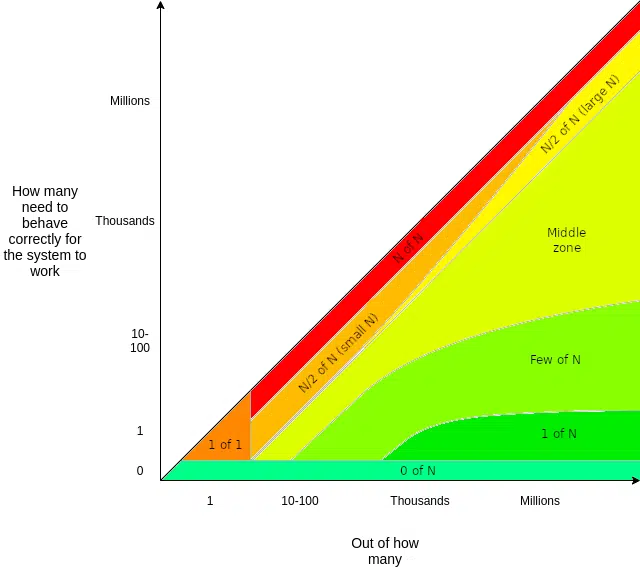 Millions
N/2 of N (large N)
How many
need to
behave
correctly for
the system to
work
Thousands
N of N
Middle
zone
10-
100
N/2 of N (small N)
Few of N
1
1 of 1
1 of N
0
0 of N
1
10-100
Thousands
Millions
Out of how
many